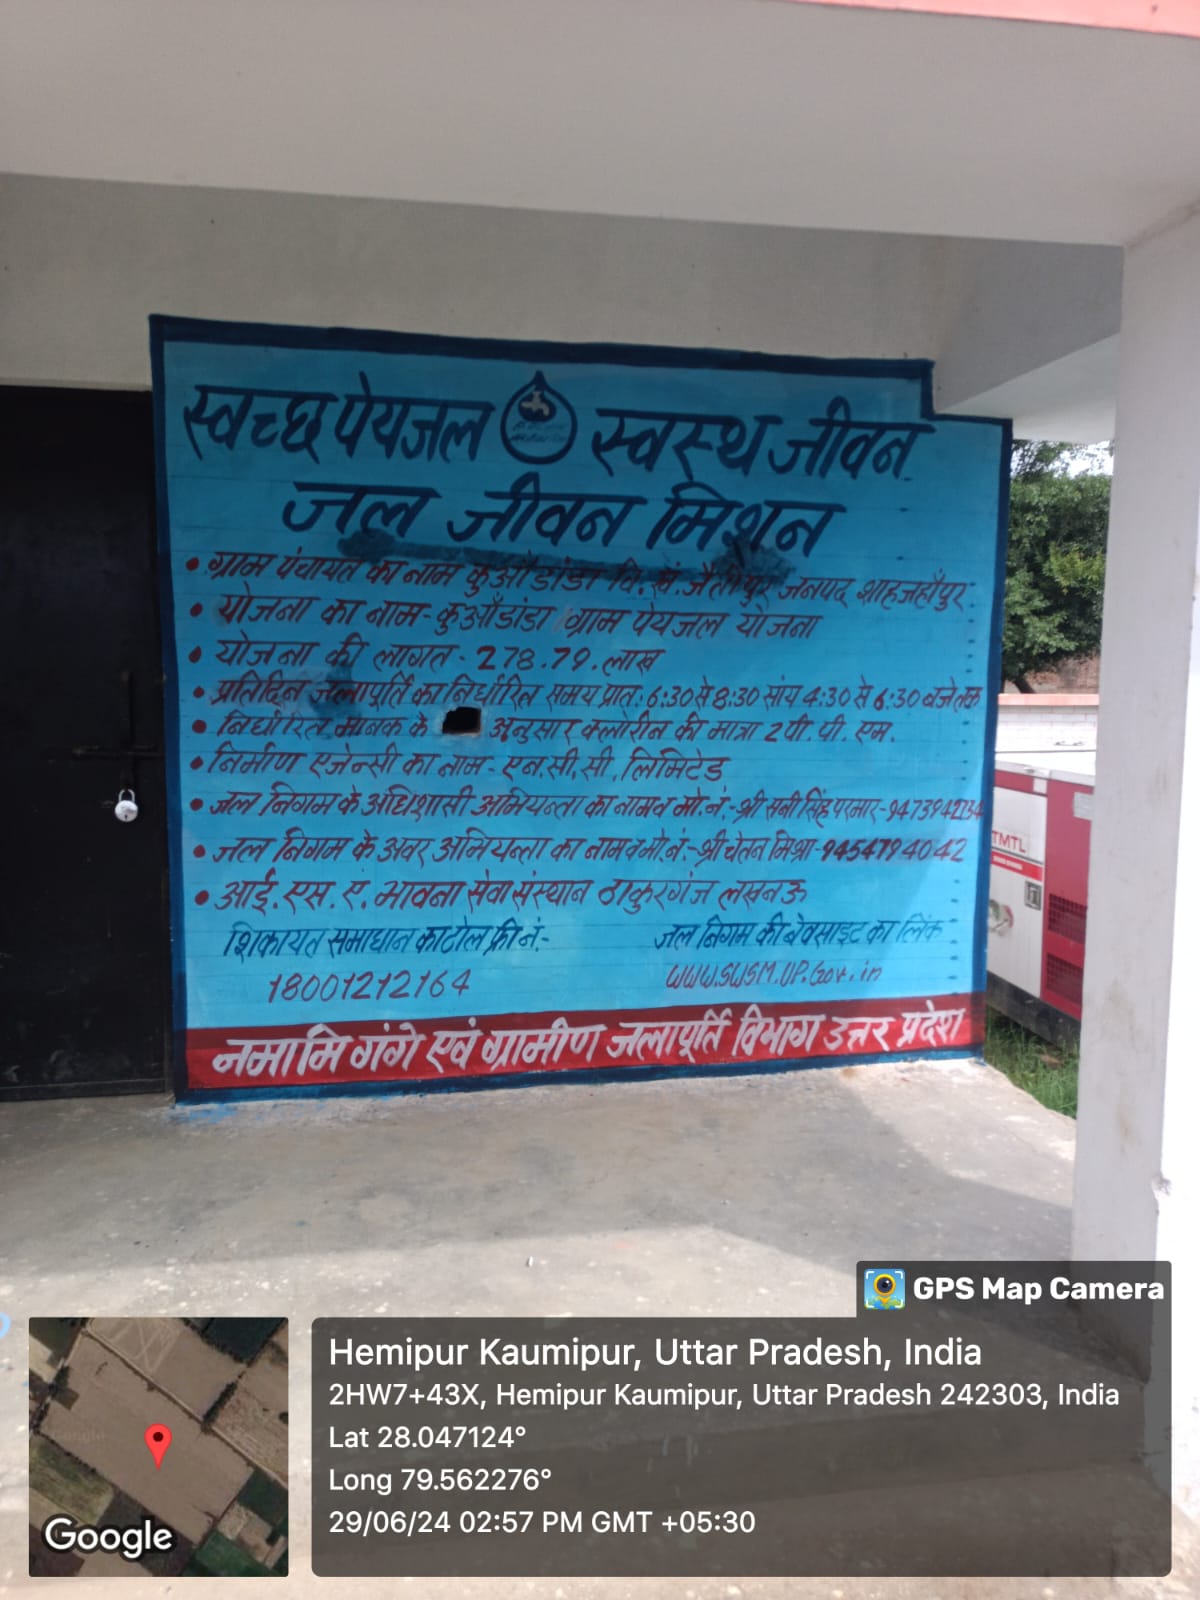 स्वच्छ पेयजल स्वस्थ जीवन
जल जीवन मिशन
• ग्राम पंचायत का नाम कुआँडांडा वि.खं. जैतीपुर जनपद शाहजहाँपुर
• योजना का नाम-कुआँडांडा ग्राम पेयजल योजना
• योजना की लागत - 278.79. लाख
• प्रतिदिन जलापूर्ति का निर्धारित समय प्रात: 6:30 से 8:30 सांय 4:30 से 6:30 बजे तक
• निर्धारित मानक के अनुसार क्लोरीन की मात्रा 2 पी. पी. एम.
• निर्माण एजेन्सी का नाम- एन.सी.सी. लिमिटेड
• जल निगम के अधिशासी अभियन्ता का नाम व मो.नं.-श्री सनी सिंह परमार-9473942734
• जल निगम के अवर अभियन्ता का नाम व मो.नं.-श्री चेतन मिश्रा-9454794042
• आई. एस. ए. भावना सेवा संस्थान ठाकुरगंज लखनऊ
शिकायत समाधान का टोल फ्री नं.-
18001212164
जल निगम की बेवसाइट का लिंक
WWW.SWSM.UP.Gov.in
नमामि गंगे एवं ग्रामीण जलापूर्ति विभाग उत्तर प्रदेश
TMTL
GPS Map Camera
Hemipur Kaumipur, Uttar Pradesh, India
2HW7+43X, Hemipur Kaumipur, Uttar Pradesh 242303, India
Lat 28.047124°
Long 79.562276°
29/06/24 02:57 PM GMT +05:30
Google